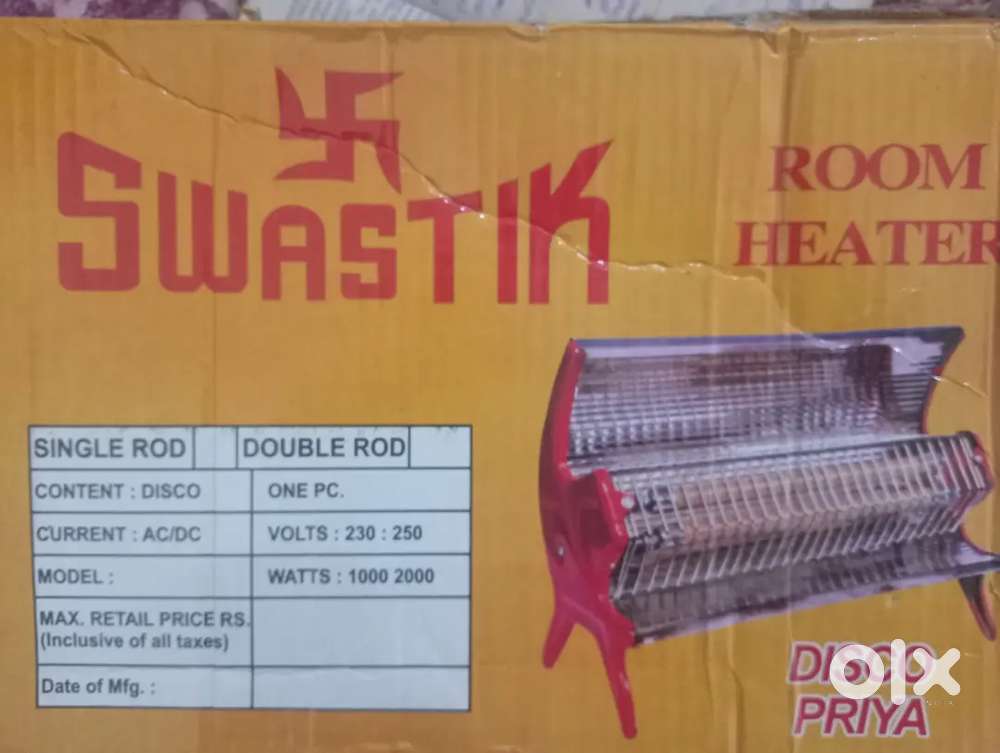 SWASTIK
ROOM
HEATER
SINGLE ROD DOUBLE ROD
CONTENT : DISCO ONE PC.
CURRENT : AC/DC VOLTS : 230 : 250
MODEL : WATTS : 1000 2000
MAX. RETAIL PRICE RS.
(Inclusive of all taxes)
Date of Mfg. :
DISCO
PRIYA
olx